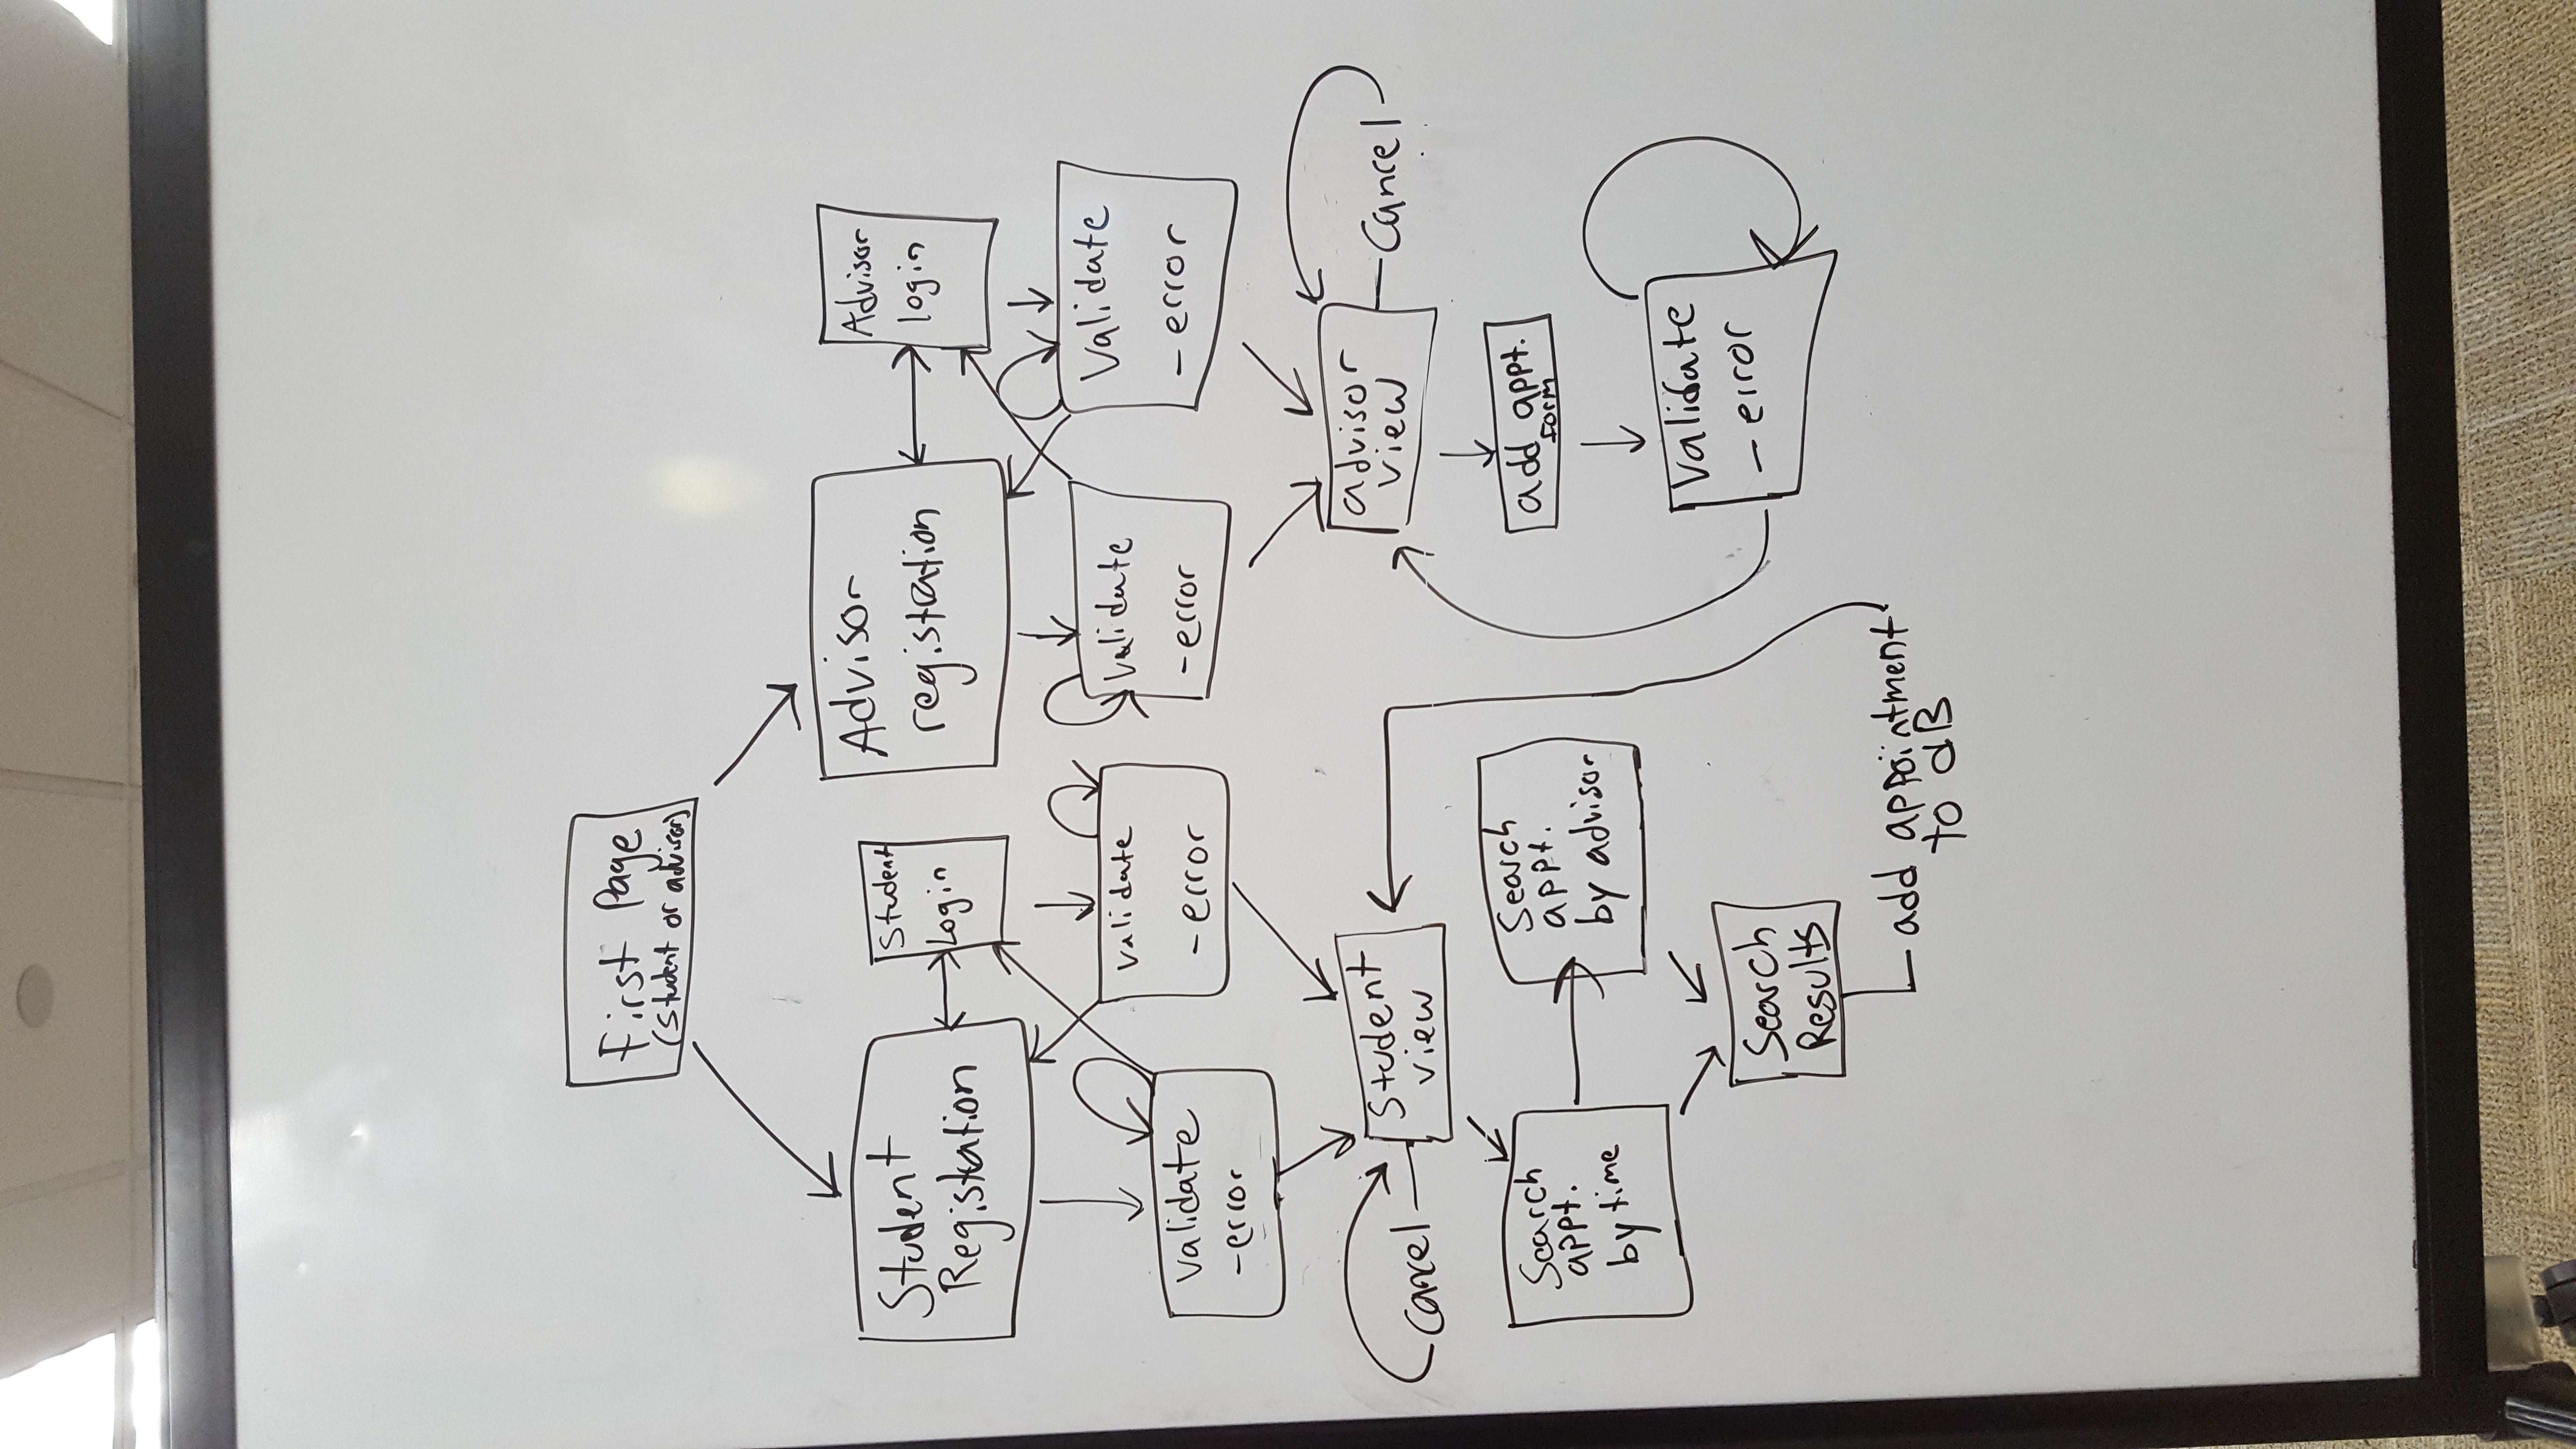 First Page
(Student or advisor)
Student
Registration
Student
Login
Advisor
registration
Advisor
login
Validate
-error
Validate
-error
Validate
-error
Validate
-error
Student
view
Cancel
advisor
view
Cancel
Search
appt.
by time
Search
appt.
by advisor
add appt.
form
Search
Results
Validate
-error
add appointment
to dB